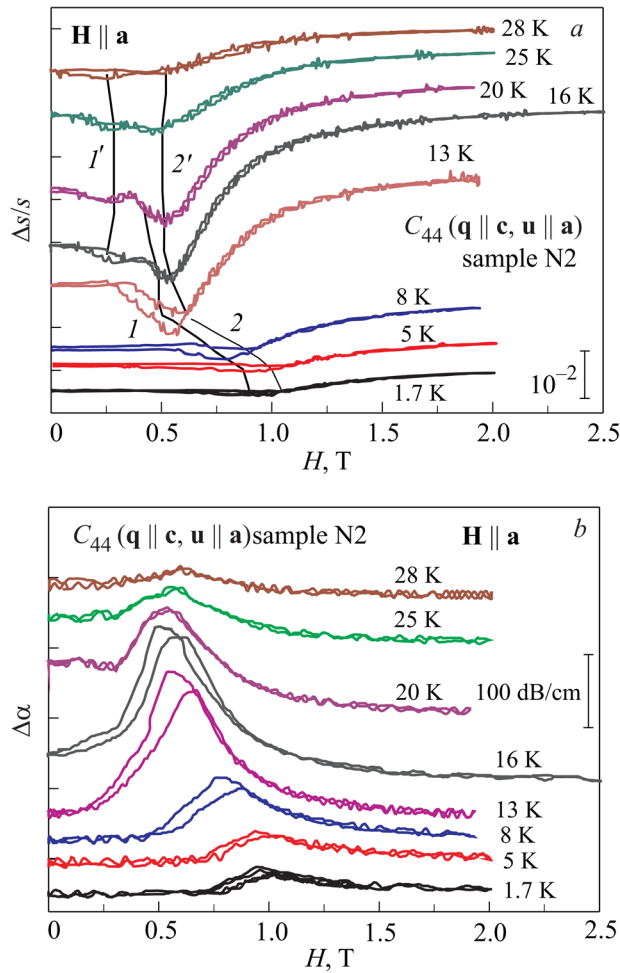 H || a
28 K
a
25 K
20 K
16 K
1′
2′
13 K
Δs/s
C44 (q || c, u || a)
sample N2
1
2
8 K
5 K
1.7 K
10–2
0 0.5 1.0 1.5 2.0 2.5
H, T
C44 (q || c, u || a) sample N2
H || a
b
28 K
25 K
20 K
100 dB/cm
Δα
16 K
13 K
8 K
5 K
1.7 K
0 0.5 1.0 1.5 2.0 2.5
H, T